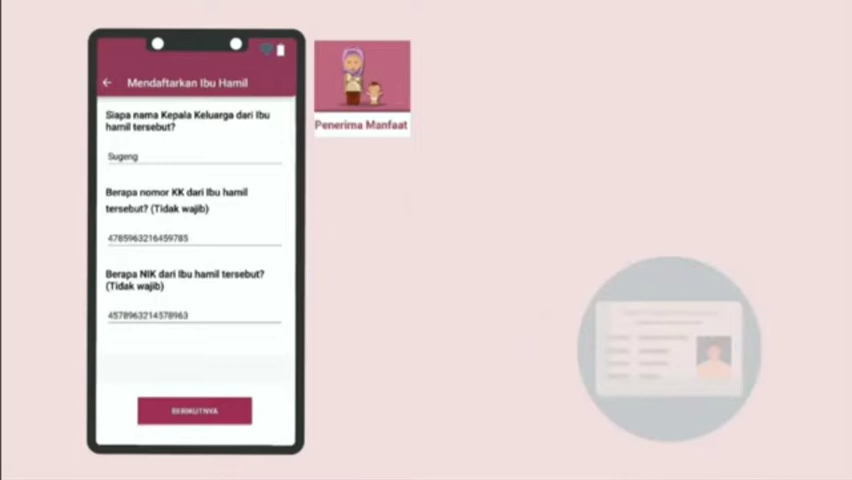 Mendaftarkan Ibu Hamil
Siapa nama Kepala Keluarga dari Ibu
hamil tersebut?
Sugeng
Berapa nomor KK dari Ibu hamil
tersebut? (Tidak wajib)
4785963216459785
Berapa NIK dari Ibu hamil tersebut?
(Tidak wajib)
4578963214578963
BERIKUTNYA
Penerima Manfaat